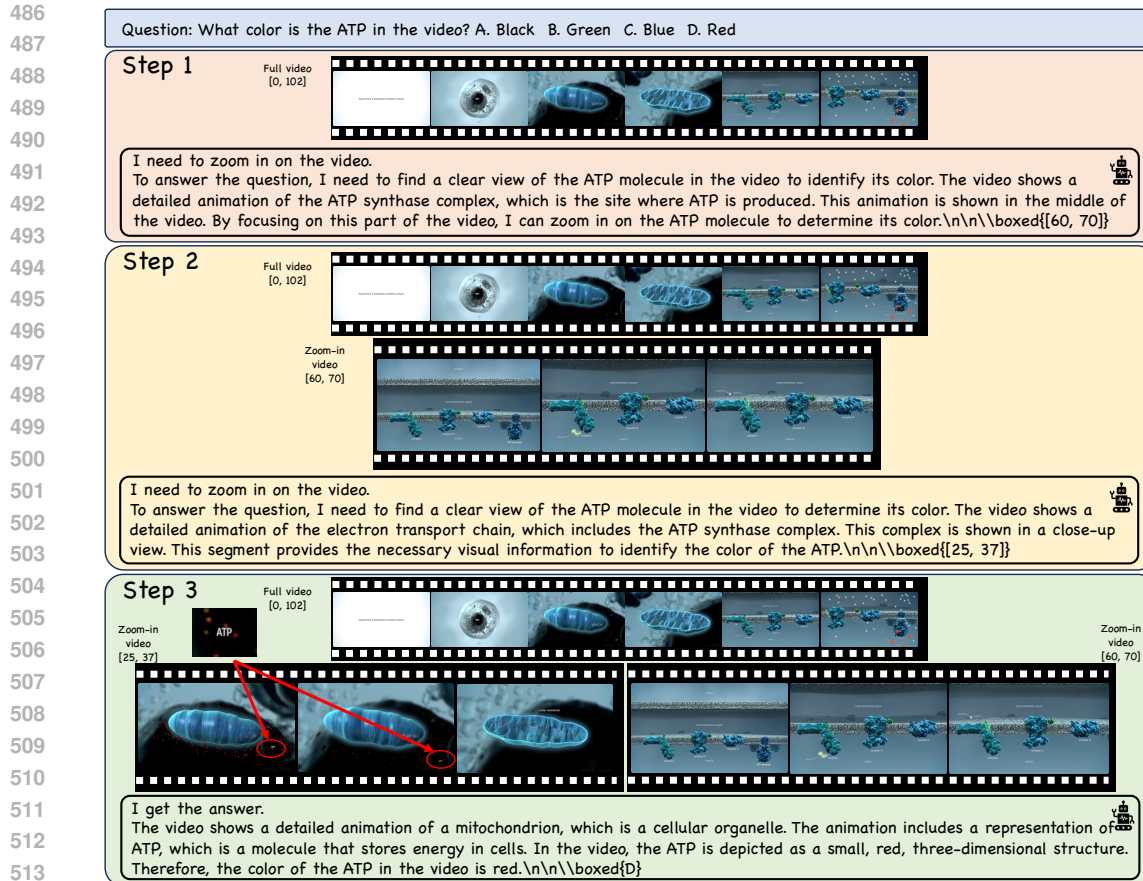 486
Question: What color is the ATP in the video? A. Black B. Green C. Blue D. Red
487
488
Step 1
Full video
[0, 102]
489
490
491
I need to zoom in on the video.
492
To answer the question, I need to find a clear view of the ATP molecule in the video to identify its color. The video shows a
detailed animation of the ATP synthase complex, which is the site where ATP is produced. This animation is shown in the middle of
493
the video. By focusing on this part of the video, I can zoom in on the ATP molecule to determine its color.\n\n\\boxed{[60, 70]}
494
Step 2
Full video
[0, 102]
495
496
497
Zoom-in
video
[60, 70]
498
499
500
501
I need to zoom in on the video.
502
To answer the question, I need to find a clear view of the ATP molecule in the video to determine its color. The video shows a
detailed animation of the electron transport chain, which includes the ATP synthase complex. This complex is shown in a close-up
503
view. This segment provides the necessary visual information to identify the color of the ATP.\n\n\\boxed{[25, 37]}
504
Step 3
Full video
[0, 102]
505
ATP
506
Zoom-in
video
[25, 37]
Zoom-in
video
[60, 70]
507
508
509
510
511
I get the answer.
The video shows a detailed animation of a mitochondrion, which is a cellular organelle. The animation includes a representation of
512
ATP, which is a molecule that stores energy in cells. In the video, the ATP is depicted as a small, red, three-dimensional structure.
513
Therefore, the color of the ATP in the video is red.\n\n\\boxed{D}